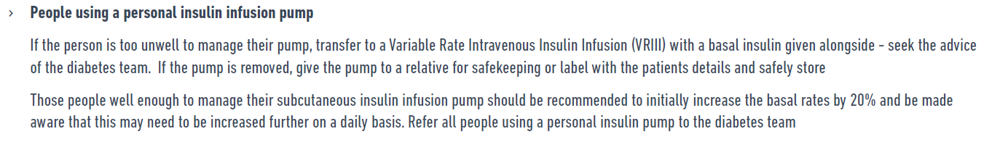 › People using a personal insulin infusion pump
If the person is too unwell to manage their pump, transfer to a Variable Rate Intravenous Insulin Infusion (VRIII) with a basal insulin given alongside - seek the advice
of the diabetes team.  If the pump is removed, give the pump to a relative for safekeeping or label with the patients details and safely store
Those people well enough to manage their subcutaneous insulin infusion pump should be recommended to initially increase the basal rates by 20% and be made
aware that this may need to be increased further on a daily basis. Refer all people using a personal insulin pump to the diabetes team